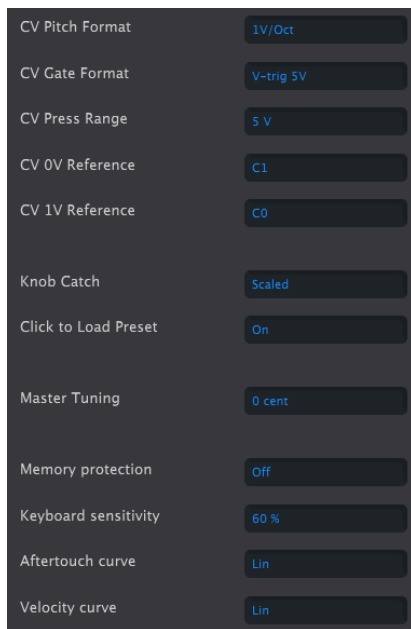 CV Pitch Format 1V/Oct
CV Gate Format V-trig 5V
CV Press Range 5 V
CV 0V Reference C1
CV 1V Reference C0
Knob Catch Scaled
Click to Load Preset On
Master Tuning 0 cent
Memory protection Off
Keyboard sensitivity 60 %
Aftertouch curve Lin
Velocity curve Lin